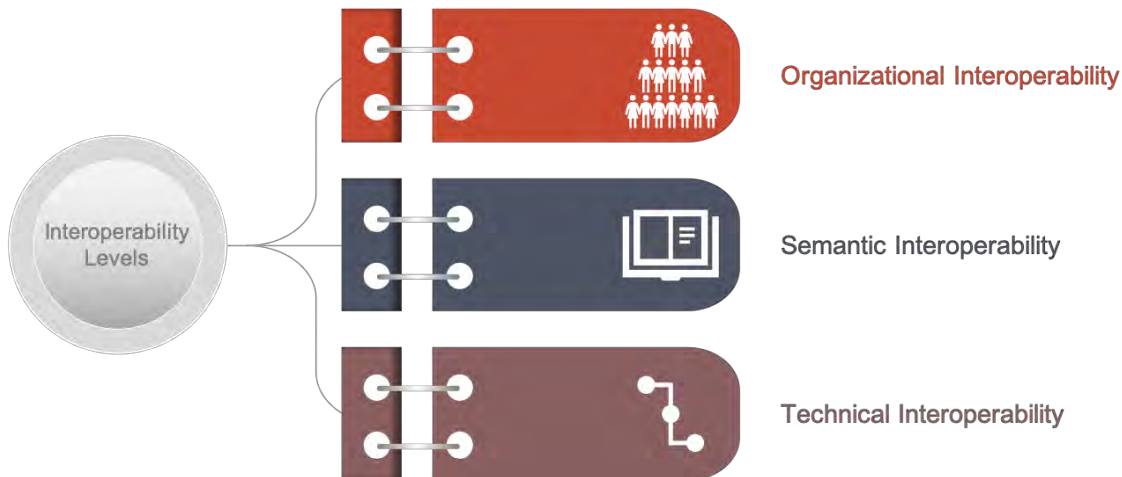 Organizational Interoperability
Interoperability
Levels
Semantic Interoperability
Technical Interoperability